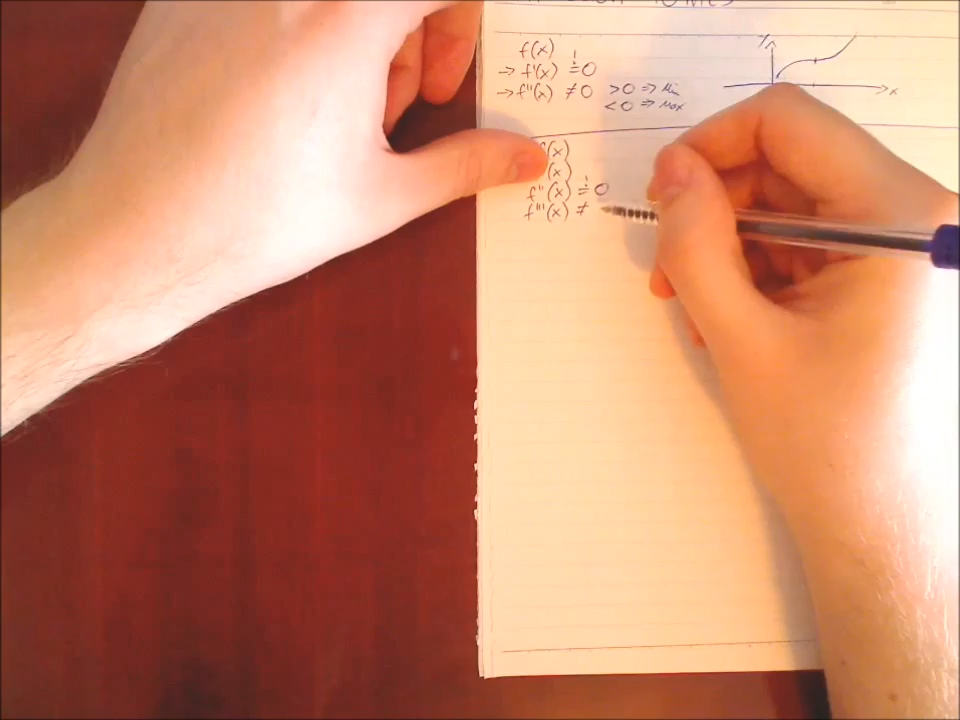 f(x)
→ f'(x) =! 0
→ f''(x) ≠ 0 > 0 ⇒ Min
< 0 ⇒ Max
y
x
f(x)
(x)
f''(x) =! 0
f'''(x) ≠